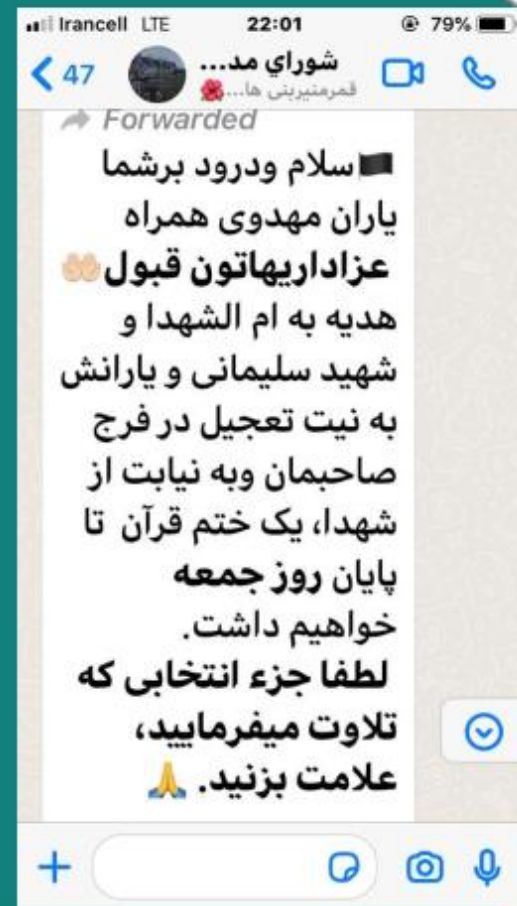 Irancell LTE 22:01 79%
47 شوراي مد...
قمرمنیرینی ها...🌺
Forwarded
🏴سلام ودرود برشما
یاران مهدوی همراه
عزاداریهاتون قبول🤲🏻
هدیه به ام الشهدا و
شهید سلیمانی و یارانش
به نیت تعجیل در فرج
صاحبمان وبه نیابت از
شهدا، یک ختم قرآن تا
پایان روز جمعه
خواهیم داشت.
لطفا جزء انتخابی که
تلاوت میفرمایید،
علامت بزنید. 🙏